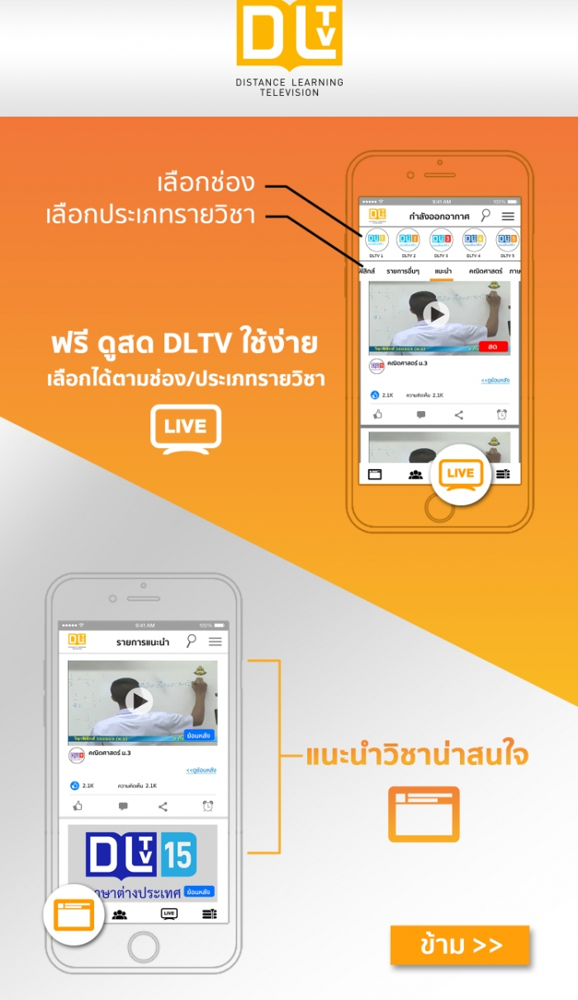 DLTV
DISTANCE LEARNING
TELEVISION
เลือกช่อง
เลือกประเภทรายวิชา
9:41 AM
100%
กำลังออกอากาศ
DLTV 1
DLTV 2
DLTV 3
DLTV 4
DLTV 5
ฟิสิกส์ รายการอื่นๆ แนะนำ คณิตศาสตร์ ภาษ
สด
คณิตศาสตร์ ม.3
<<ดูย้อนหลัง
2.1K ความคิดเห็น 2.1K
LIVE
ฟรี ดูสด DLTV ใช้ง่าย
เลือกได้ตามช่อง/ประเภทรายวิชา
LIVE
9:41 AM
100%
รายการแนะนำ
ย้อนหลัง
คณิตศาสตร์ ม.3
<<ดูย้อนหลัง
2.1K ความคิดเห็น 2.1K
DLTV 15
ภาษาต่างประเทศ
ย้อนหลัง
LIVE
แนะนำวิชาน่าสนใจ
ข้าม >>